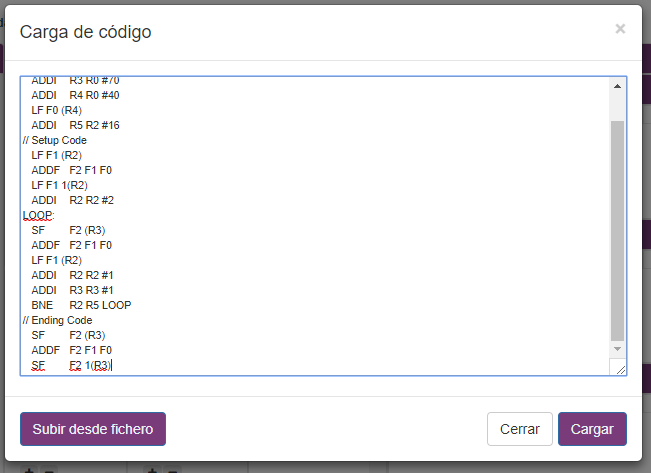 Carga de código
×
ADDI R3 R0 #70
ADDI R4 R0 #40
LF F0 (R4)
ADDI R5 R2 #16
// Setup Code
LF F1 (R2)
ADDF F2 F1 F0
LF F1 1(R2)
ADDI R2 R2 #2
LOOP:
SF F2 (R3)
ADDF F2 F1 F0
LF F1 (R2)
ADDI R2 R2 #1
ADDI R3 R3 #1
BNE R2 R5 LOOP
// Ending Code
SF F2 (R3)
ADDF F2 F1 F0
SF F2 1(R3)
Subir desde fichero
Cerrar
Cargar